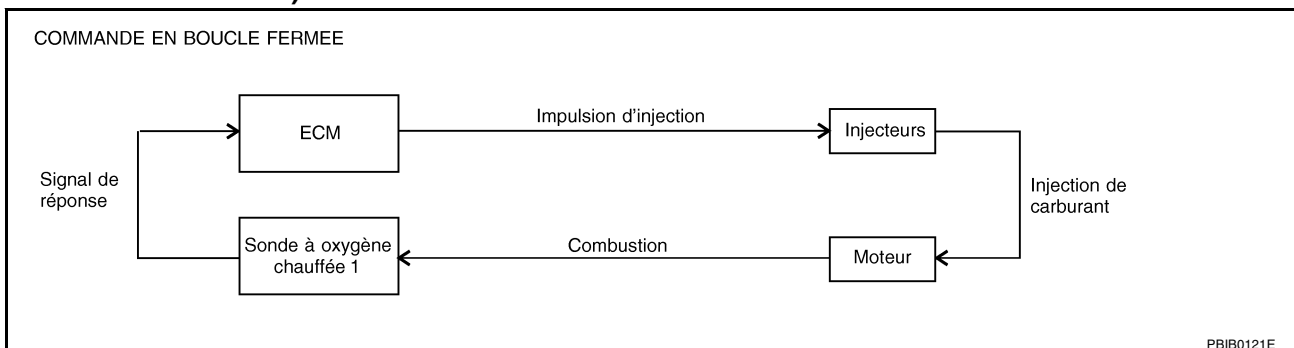 COMMANDE EN BOUCLE FERMEE
ECM
Impulsion d'injection
Injecteurs
Signal de
réponse
Injection de
carburant
Sonde à oxygène
chauffée 1
Combustion
Moteur
PBIB0121E